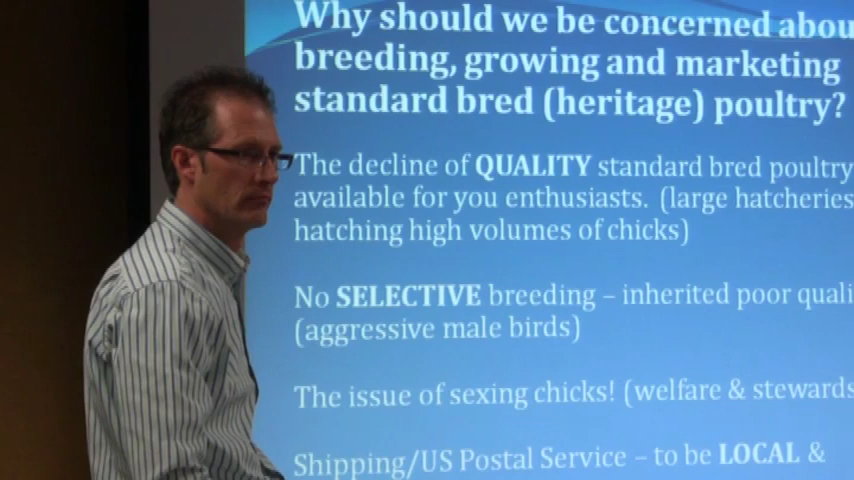 Why should we be concerned abou
breeding, growing and marketing
standard bred (heritage) poultry?
The decline of QUALITY standard bred poultry
available for you enthusiasts. (large hatcheries
hatching high volumes of chicks)
No SELECTIVE breeding – inherited poor quali
(aggressive male birds)
The issue of sexing chicks! (welfare & stewards
Shipping/US Postal Service – to be LOCAL &